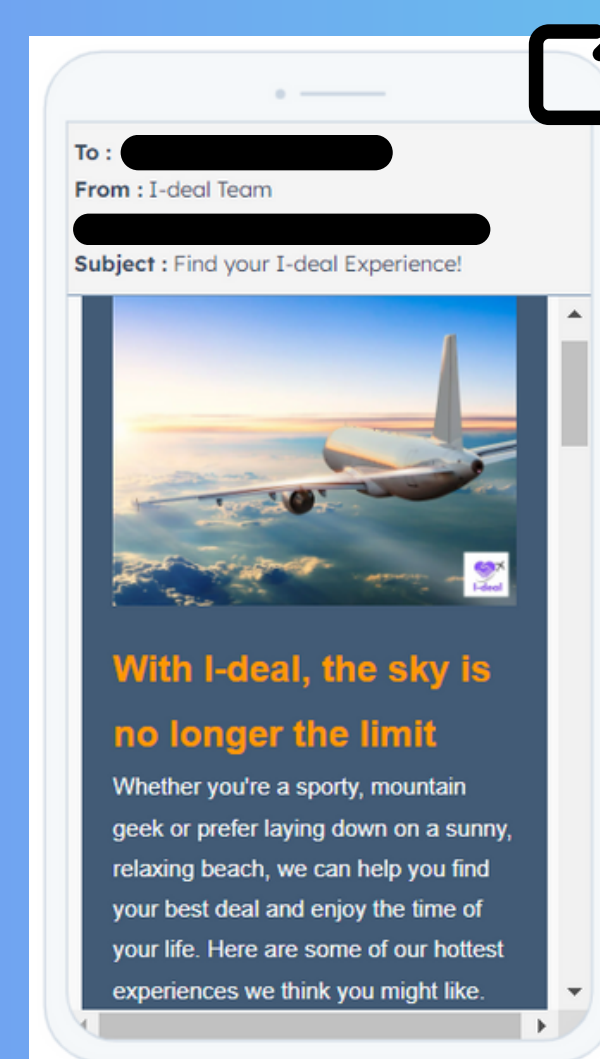 To :
From : I-deal Team
Subject : Find your I-deal Experience!
I-deal
With I-deal, the sky is
no longer the limit
Whether you're a sporty, mountain
geek or prefer laying down on a sunny,
relaxing beach, we can help you find
your best deal and enjoy the time of
your life. Here are some of our hottest
experiences we think you might like.